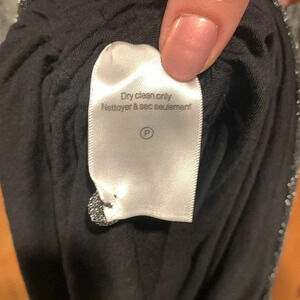 Dry clean only
Nettoyer à sec seulement
P